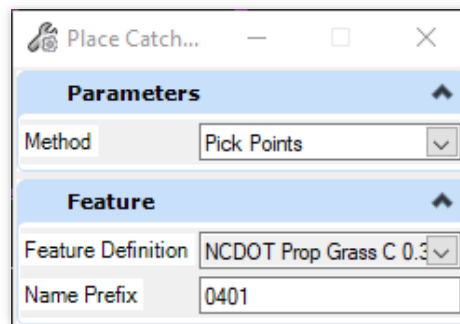 Place Catch...
Parameters
Method Pick Points
Feature
Feature Definition NCDOT Prop Grass C 0.3
Name Prefix 0401